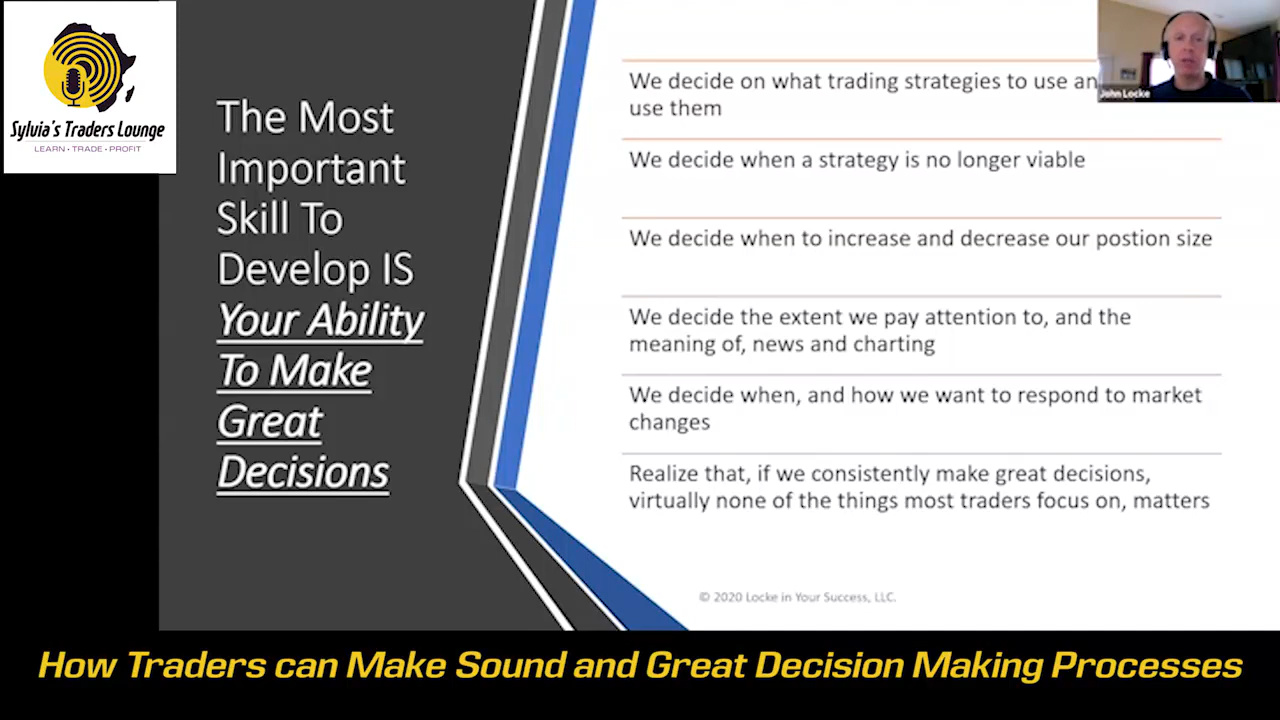 Sylvia's Traders Lounge
LEARN • TRADE • PROFIT
The Most
Important
Skill To
Develop IS
Your Ability
To Make
Great
Decisions
We decide on what trading strategies to use
use them
We decide when a strategy is no longer viable
We decide when to increase and decrease our postion size
We decide the extent we pay attention to, and the
meaning of, news and charting
We decide when, and how we want to respond to market
changes
Realize that, if we consistently make great decisions,
virtually none of the things most traders focus on, matters
© 2020 Locke in Your Success, LLC.
John Locke
How Traders can Make Sound and Great Decision Making Processes